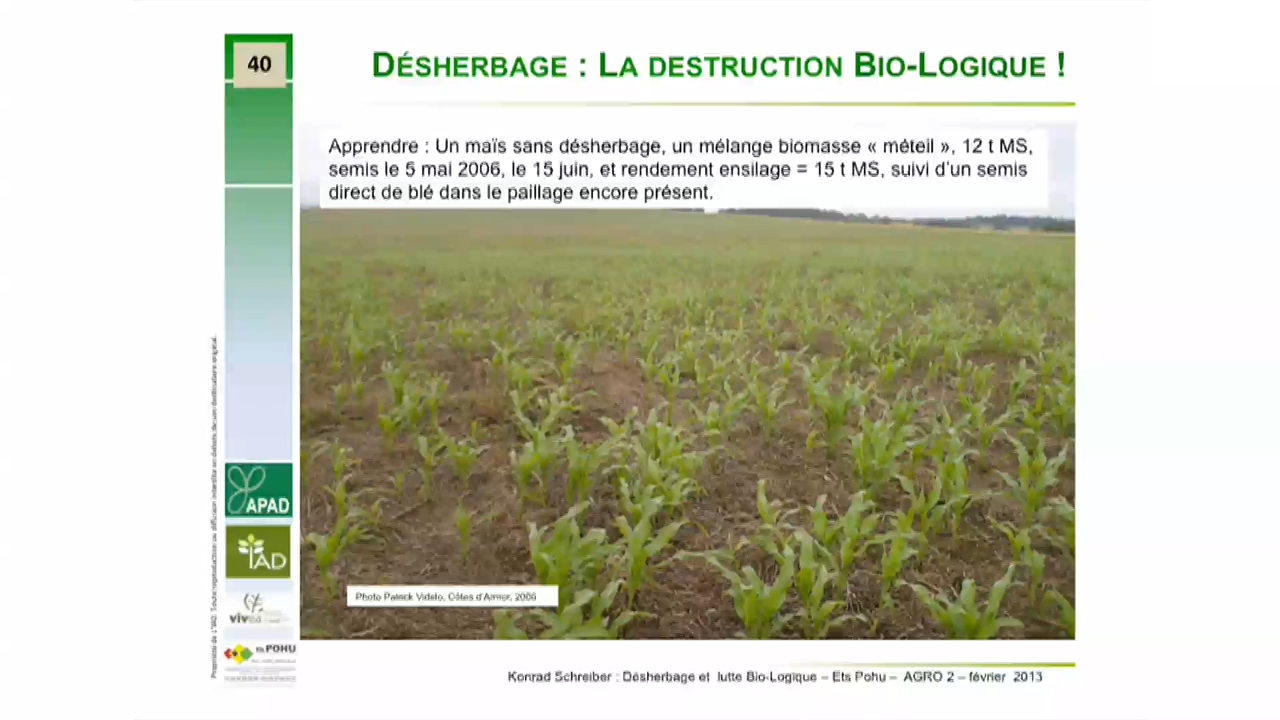 40
DÉSHERBAGE : LA DESTRUCTION BIO-LOGIQUE !
Apprendre : Un maïs sans désherbage, un mélange biomasse « méteil », 12 t MS,
semis le 5 mai 2006, le 15 juin, et rendement ensilage = 15 t MS, suivi d'un semis
direct de blé dans le paillage encore présent.
APAD
IAD
Photo Patrick Videlo, Côtes d'Armor, 2006
Ets POHU
Konrad Schreiber : Désherbage et lutte Bio-Logique – Ets Pohu – AGRO 2 – février 2013